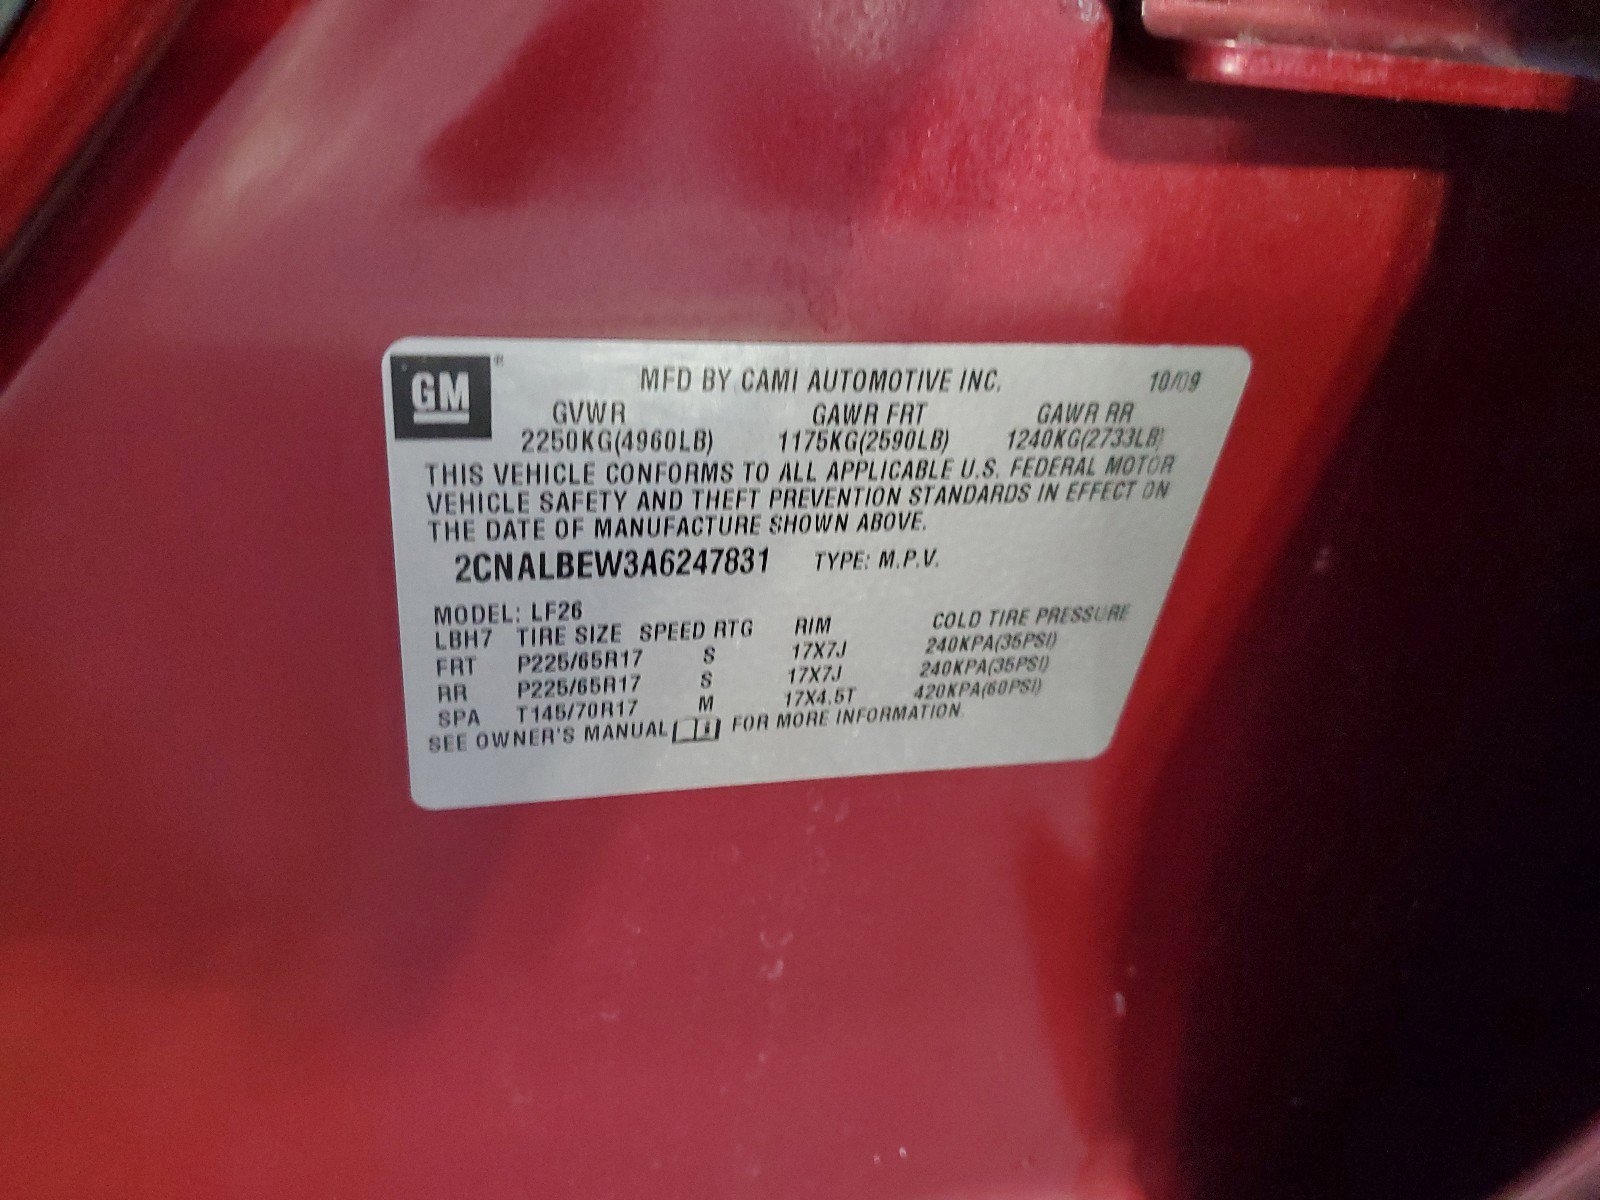 GM®
MFD BY CAMI AUTOMOTIVE INC. 10/09
GVWR GAWR FRT GAWR RR
2250KG(4960LB) 1175KG(2590LB) 1240KG(2733LB)
THIS VEHICLE CONFORMS TO ALL APPLICABLE U.S. FEDERAL MOTOR
VEHICLE SAFETY AND THEFT PREVENTION STANDARDS IN EFFECT ON
THE DATE OF MANUFACTURE SHOWN ABOVE.
2CNALBEW3A6247831 TYPE: M.P.V.
MODEL: LF26
LBH7 TIRE SIZE SPEED RTG RIM COLD TIRE PRESSURE
FRT P225/65R17 S 17X7J 240KPA(35PSI)
RR P225/65R17 S 17X7J 240KPA(35PSI)
SPA T145/70R17 M 17X4.5T 420KPA(60PSI)
SEE OWNER'S MANUAL FOR MORE INFORMATION.